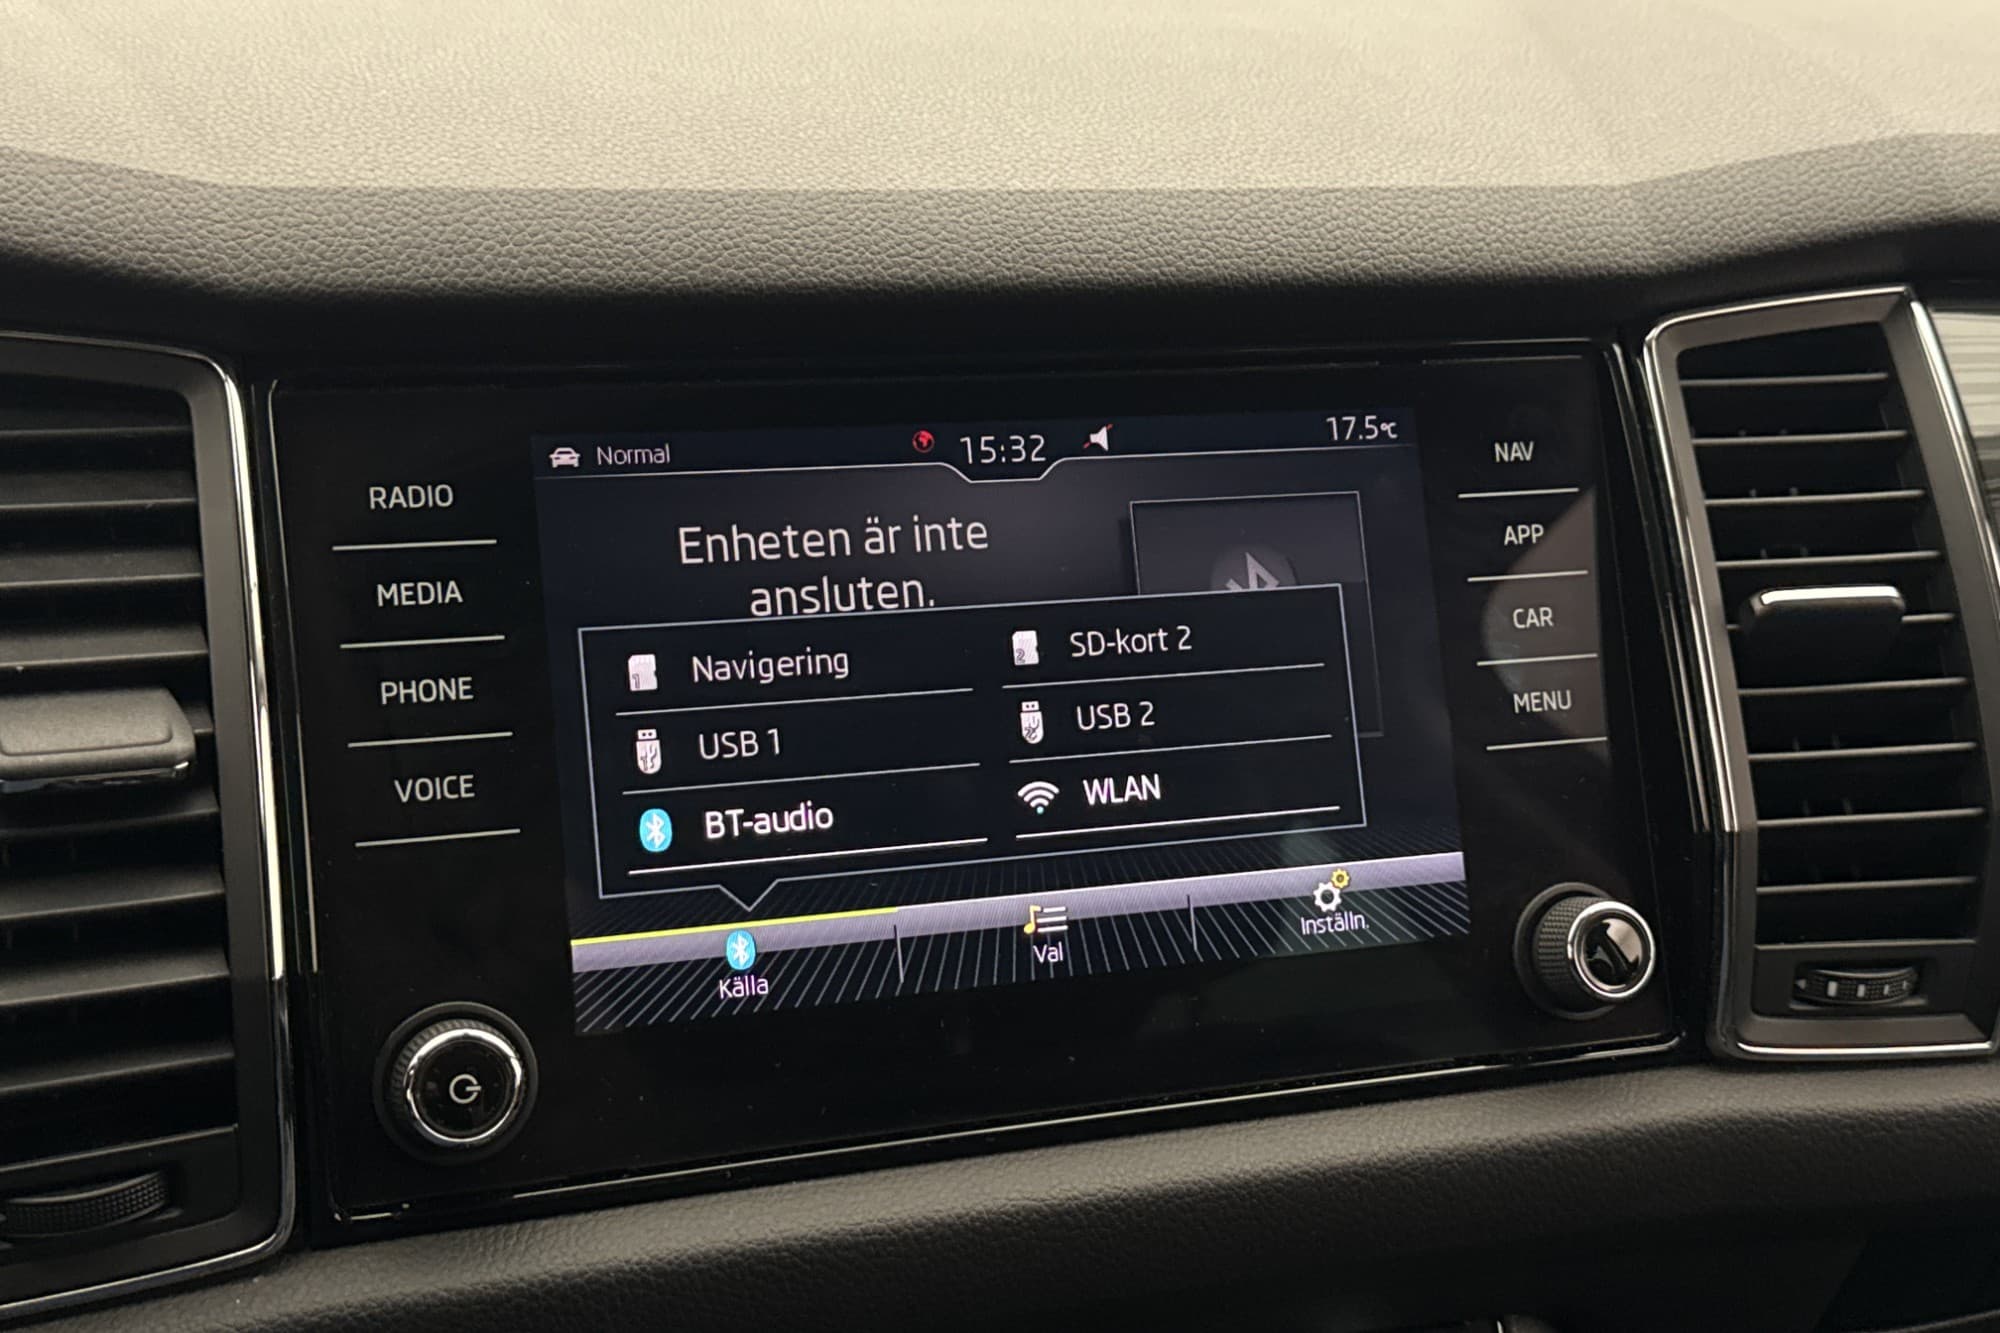 Normal
15:32
17.5°C
RADIO
MEDIA
PHONE
VOICE
Enheten är inte
ansluten.
Navigering
SD-kort 2
USB 1
USB 2
BT-audio
WLAN
Källa
Val
Inställn.
NAV
APP
CAR
MENU